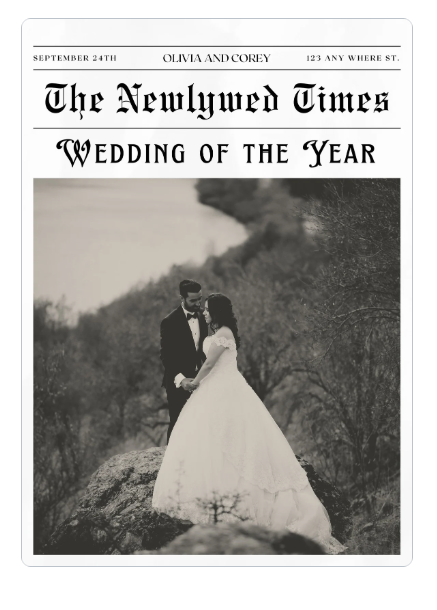 SEPTEMBER 24TH OLIVIA AND COREY 123 ANY WHERE ST.
The Newlywed Times
WEDDING OF THE YEAR